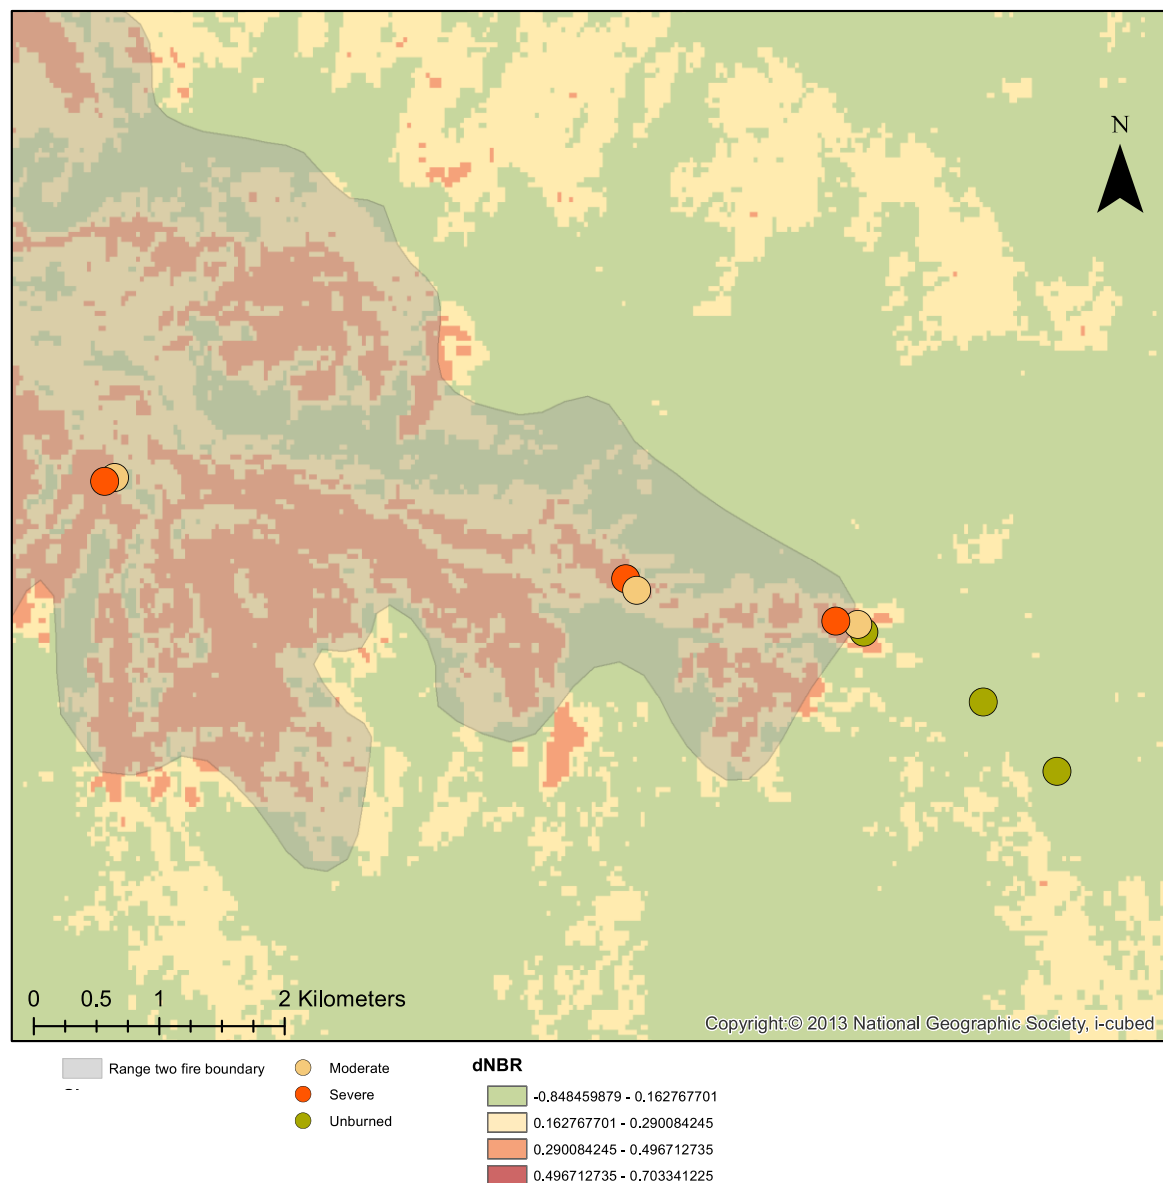 N
0 0.5 1 2 Kilometers
Copyright:© 2013 National Geographic Society, i-cubed
Range two fire boundary
Moderate
Severe
Unburned
dNBR
-0.848459879 - 0.162767701
0.162767701 - 0.290084245
0.290084245 - 0.496712735
0.496712735 - 0.703341225